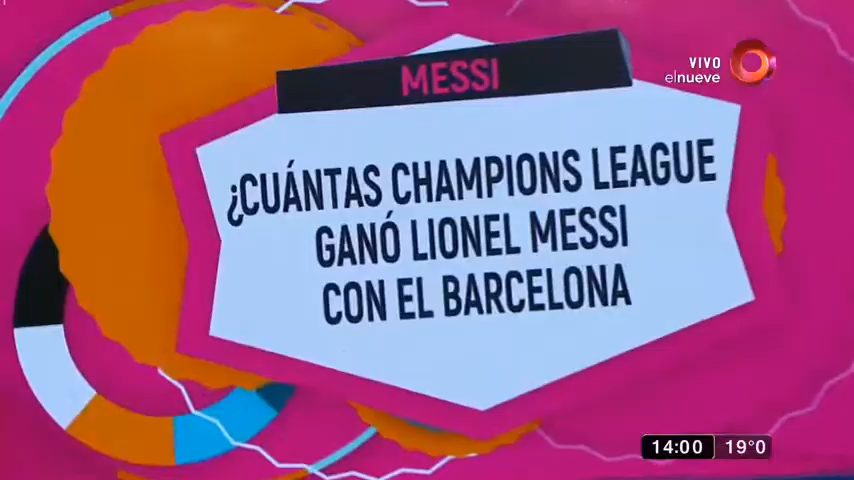 MESSI
VIVO
elnueve
¿CUÁNTAS CHAMPIONS LEAGUE
GANÓ LIONEL MESSI
CON EL BARCELONA
14:00 19°0